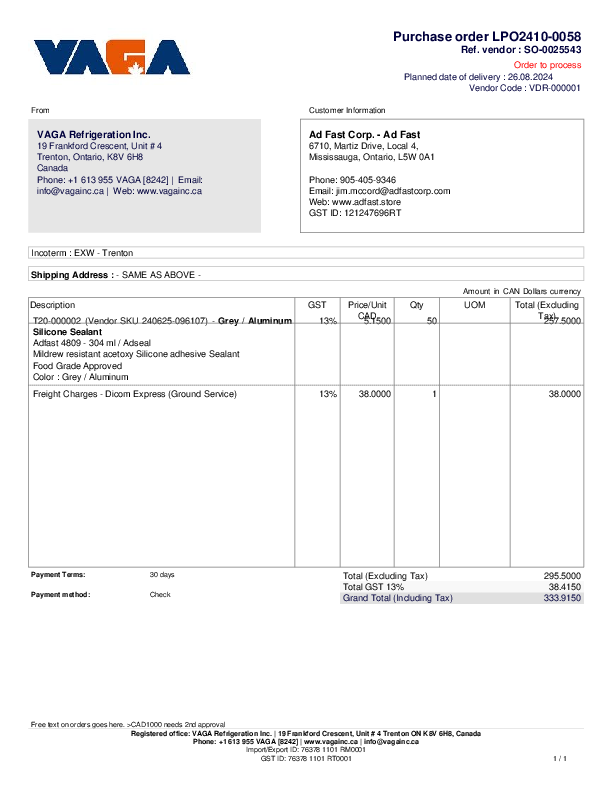 VAGA
Purchase order LPO2410-0058
Ref. vendor : SO-0025543
Order to process
Planned date of delivery : 26.08.2024
Vendor Code : VDR-000001
From
Customer Information
VAGA Refrigeration Inc.
19 Frankford Crescent, Unit # 4
Trenton, Ontario, K8V 6H8
Canada
Phone: +1 613 955 VAGA [8242] | Email:
info@vagainc.ca | Web: www.vagainc.ca
Ad Fast Corp. - Ad Fast
6710, Martiz Drive, Local 4,
Mississauga, Ontario, L5W 0A1
Phone: 905-405-9346
Email: jim.mccord@adfastcorp.com
Web: www.adfast.store
GST ID: 121247696RT
Incoterm : EXW - Trenton
Shipping Address : - SAME AS ABOVE -
Amount in CAN Dollars currency
Description GST Price/Unit CAD Qty UOM Total (Excluding Tax)
T20-000002 (Vendor SKU 240625-096107) - Grey / Aluminum 13% 5.1500 50 257.5000
Silicone Sealant
Adfast 4809 - 304 ml / Adseal
Mildrew resistant acetoxy Silicone adhesive Sealant
Food Grade Approved
Color : Grey / Aluminum
Freight Charges - Dicom Express (Ground Service) 13% 38.0000 1 38.0000
Payment Terms: 30 days
Payment method: Check
Total (Excluding Tax) 295.5000
Total GST 13% 38.4150
Grand Total (Including Tax) 333.9150
Free text on orders goes here. >CAD1000 needs 2nd approval
Registered office: VAGA Refrigeration Inc. | 19 Frankford Crescent, Unit # 4 Trenton ON K8V 6H8, Canada
Phone: +1 613 955 VAGA [8242] | www.vagainc.ca | info@vagainc.ca
Import/Export ID: 76378 1101 RM0001
GST ID: 76378 1101 RT0001
1 / 1